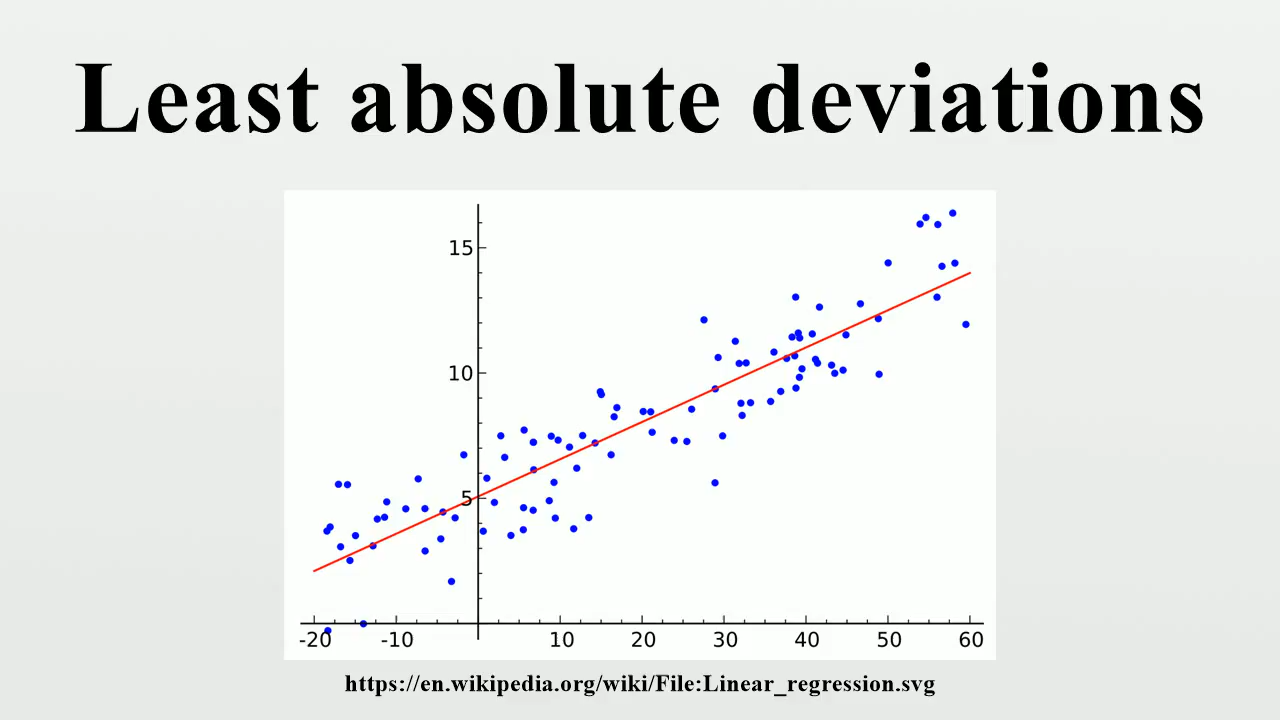 Least absolute deviations
15
10
5
-20 -10 10 20 30 40 50 60
https://en.wikipedia.org/wiki/File:Linear_regression.svg